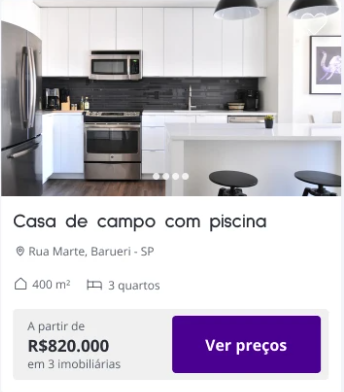 Casa de campo com piscina
Rua Marte, Barueri - SP
400 m² 3 quartos
A partir de
R$820.000
em 3 imobiliárias
Ver preços